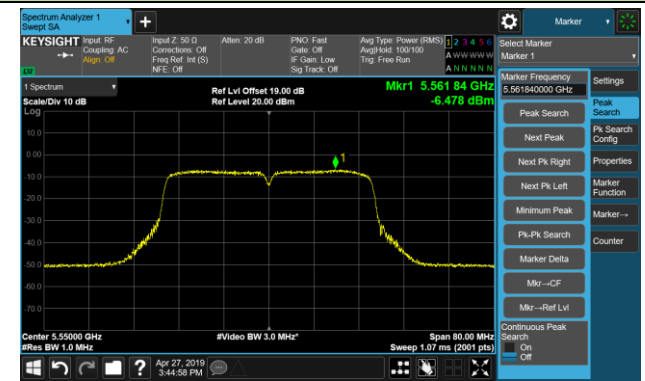 Spectrum Analyzer 1
Swept SA
+
Marker
KEYSIGHT
Input: RF
Coupling: AC
Align: Off
Input Z: 50 Ω
Corrections: Off
Freq Ref: Int (S)
NFE: Off
Atten: 20 dB
PNO: Fast
Gate: Off
IF Gain: Low
Sig Track: Off
Avg Type: Power (RMS)
Avg|Hold: 100/100
Trig: Free Run
1 2 3 4 5 6
A W W W W W
A N N N N N
LXI
Select Marker
Marker 1
1 Spectrum
Scale/Div 10 dB
Log
Ref Lvl Offset 19.00 dB
Ref Level 20.00 dBm
Mkr1 5.561 84 GHz
-6.478 dBm
10.0
0.00
-10.0
-20.0
-30.0
-40.0
-50.0
-60.0
-70.0
1
Center 5.55000 GHz
#Res BW 1.0 MHz
#Video BW 3.0 MHz*
Span 80.00 MHz
Sweep 1.07 ms (2001 pts)
Marker Frequency
5.561840000 GHz
Peak Search
Next Peak
Next Pk Right
Next Pk Left
Minimum Peak
Pk-Pk Search
Marker Delta
Mkr→CF
Mkr→Ref Lvl
Continuous Peak
Search
On
Off
Settings
Peak
Search
Pk Search
Config
Properties
Marker
Function
Marker→
Counter
?
Apr 27, 2019
3:44:58 PM